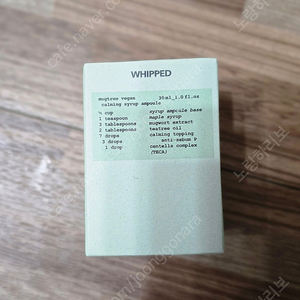 WHIPPED
mugtree vegan 30ml_1.0fl.oz
calming syrup ampoule
½ cup syrup ampoule base
1 teaspoon maple syrup
3 tablespoons mugwort extract
2 tablespoons teatree oil
7 drops calming topping
3 drops anti-sebum P
1 drop centella complex
(TECA)